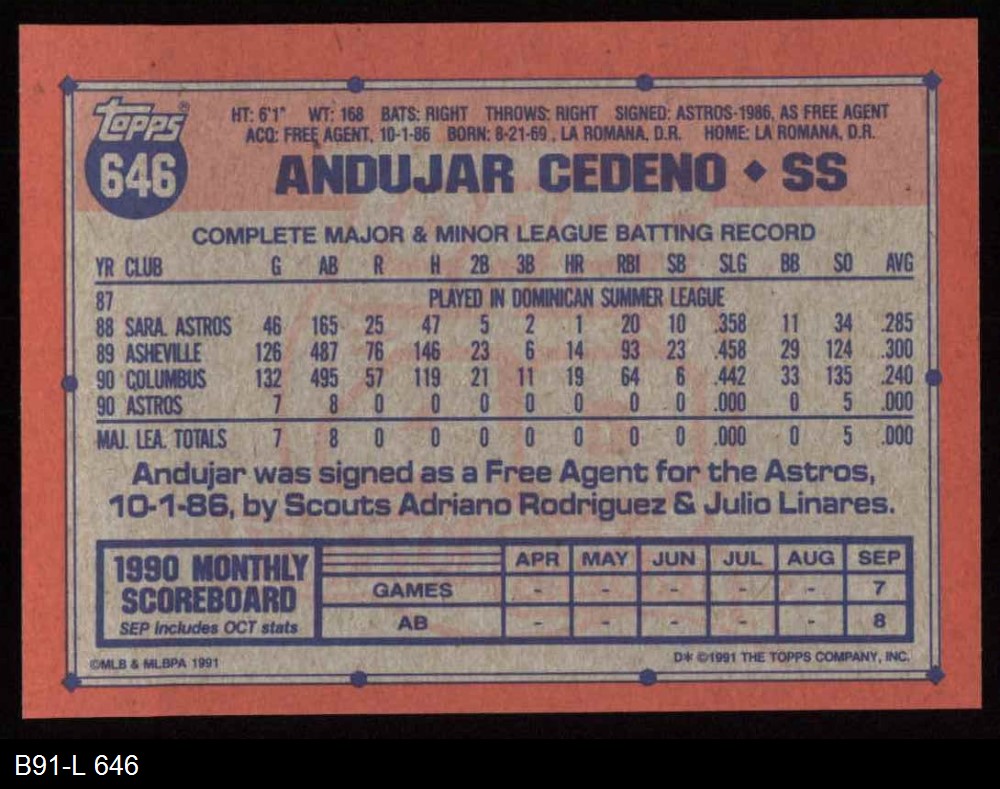 Topps®
646
HT: 6'1" WT: 168 BATS: RIGHT THROWS: RIGHT SIGNED: ASTROS-1986, AS FREE AGENT
ACQ: FREE AGENT, 10-1-86 BORN: 8-21-69, LA ROMANA, D.R. HOME: LA ROMANA, D.R.
ANDUJAR CEDENO ◆ SS
COMPLETE MAJOR & MINOR LEAGUE BATTING RECORD
YR CLUB G AB R H 2B 3B HR RBI SB SLG BB SO AVG
87 PLAYED IN DOMINICAN SUMMER LEAGUE
88 SARA. ASTROS 46 165 25 47 5 2 1 20 10 .358 11 34 .285
89 ASHEVILLE 126 487 76 146 23 6 14 93 23 .458 29 124 .300
90 COLUMBUS 132 495 57 119 21 11 19 64 6 .442 33 135 .240
90 ASTROS 7 8 0 0 0 0 0 0 0 .000 0 5 .000
MAJ. LEA. TOTALS 7 8 0 0 0 0 0 0 0 .000 0 5 .000
Andujar was signed as a Free Agent for the Astros,
10-1-86, by Scouts Adriano Rodriguez & Julio Linares.
1990 MONTHLY
SCOREBOARD
SEP Includes OCT stats
APR MAY JUN JUL AUG SEP
GAMES - - - - - 7
AB - - - - - 8
©MLB & MLBPA 1991
D* ©1991 THE TOPPS COMPANY, INC.
B91-L 646